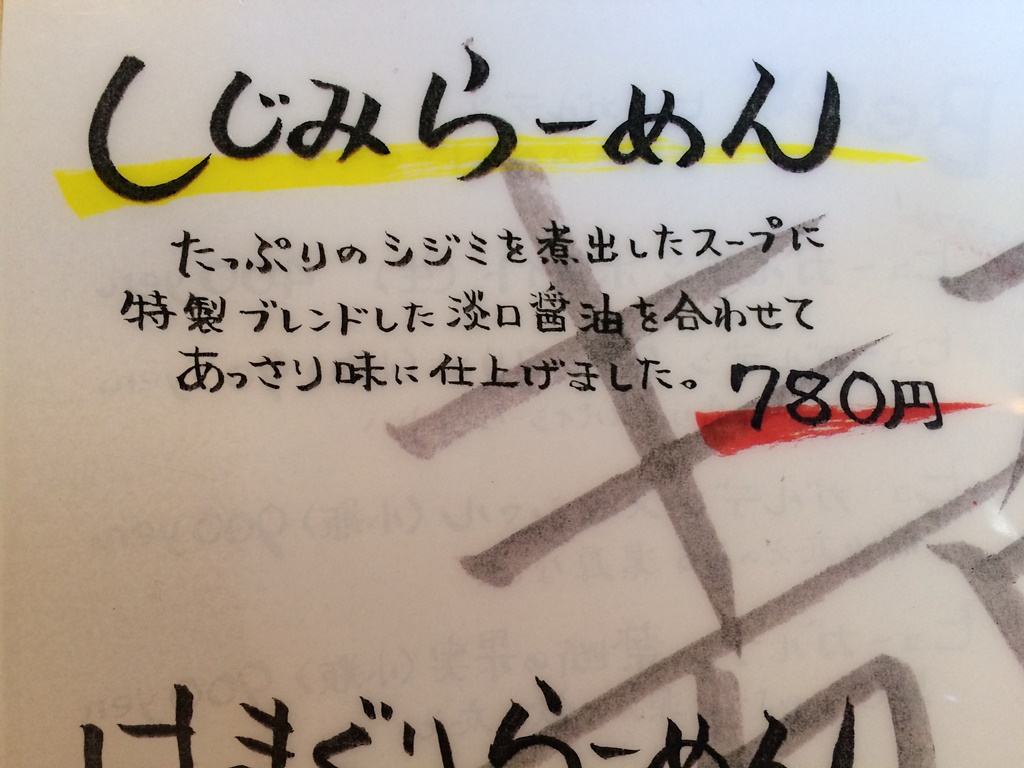 しじみらーめん
たっぷりのシジミを煮出したスープに
特製ブレンドした淡口醤油を合わせて
あっさり味に仕上げました。
780円
はまぐりらーめん